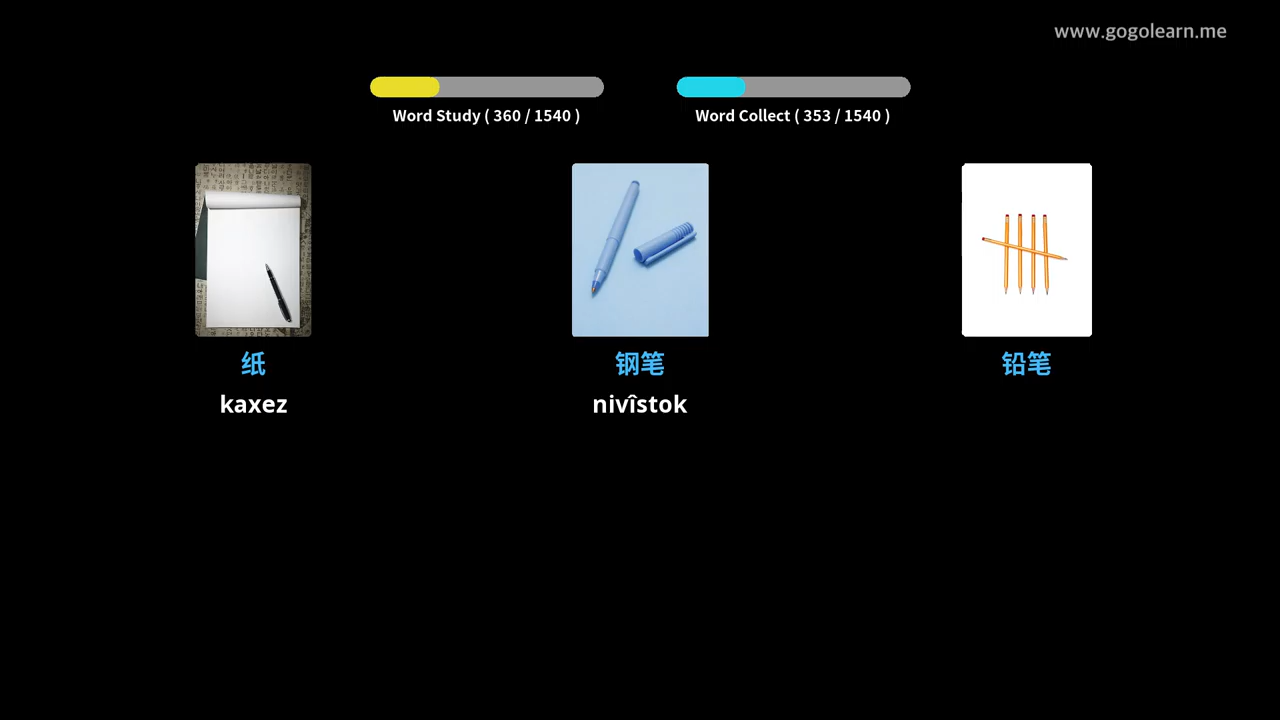 www.gogolearn.me
Word Study ( 360 / 1540 )
Word Collect ( 353 / 1540 )
纸
钢笔
铅笔
kaxez
nivîstok